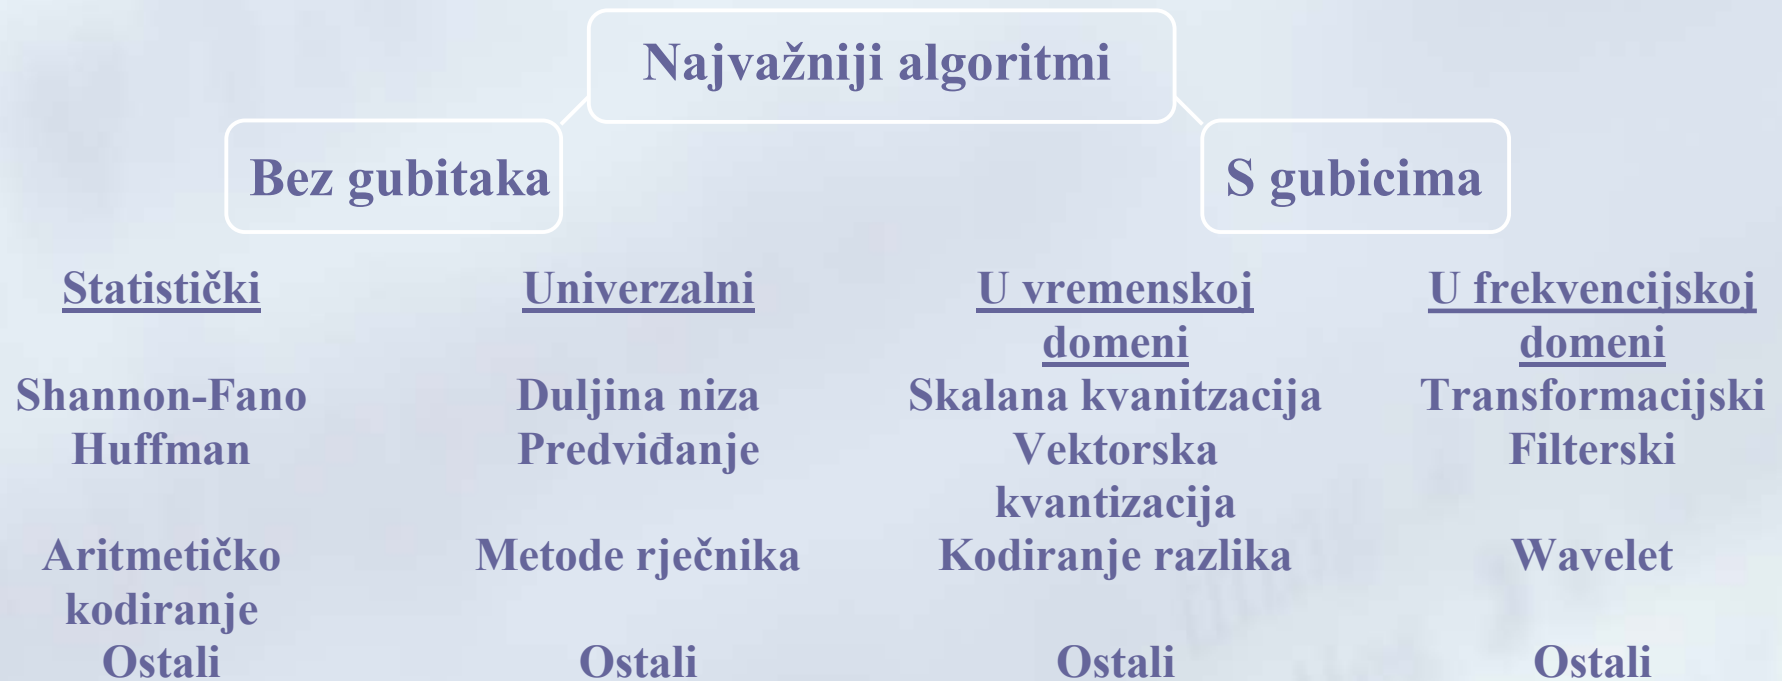 Najvažniji algoritmi
Bez gubitaka
S gubicima
Statistički
Univerzalni
U vremenskoj
domeni
U frekvencijskoj
domeni
Shannon-Fano
Duljina niza
Skalana kvanitzacija
Transformacijski
Huffman
Predviđanje
Vektorska
kvantizacija
Filterski
Aritmetičko
kodiranje
Metode rječnika
Kodiranje razlika
Wavelet
Ostali
Ostali
Ostali
Ostali